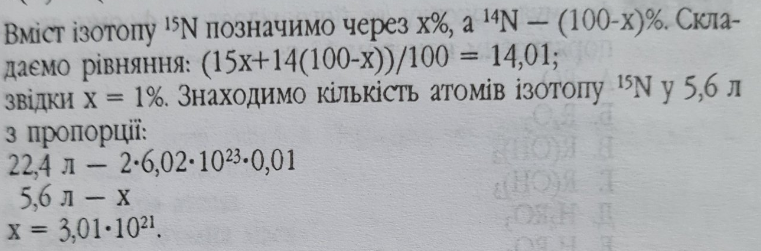 Вміст ізотопу ¹⁵N позначимо через x%, а ¹⁴N — (100-x)%. Скла-
даємо рівняння: (15x+14(100-x))/100 = 14,01;
звідки x = 1%. Знаходимо кількість атомів ізотопу ¹⁵N у 5,6 л
з пропорції:
22,4 л — 2·6,02·10²³·0,01
5,6 л — x
x = 3,01·10²¹.